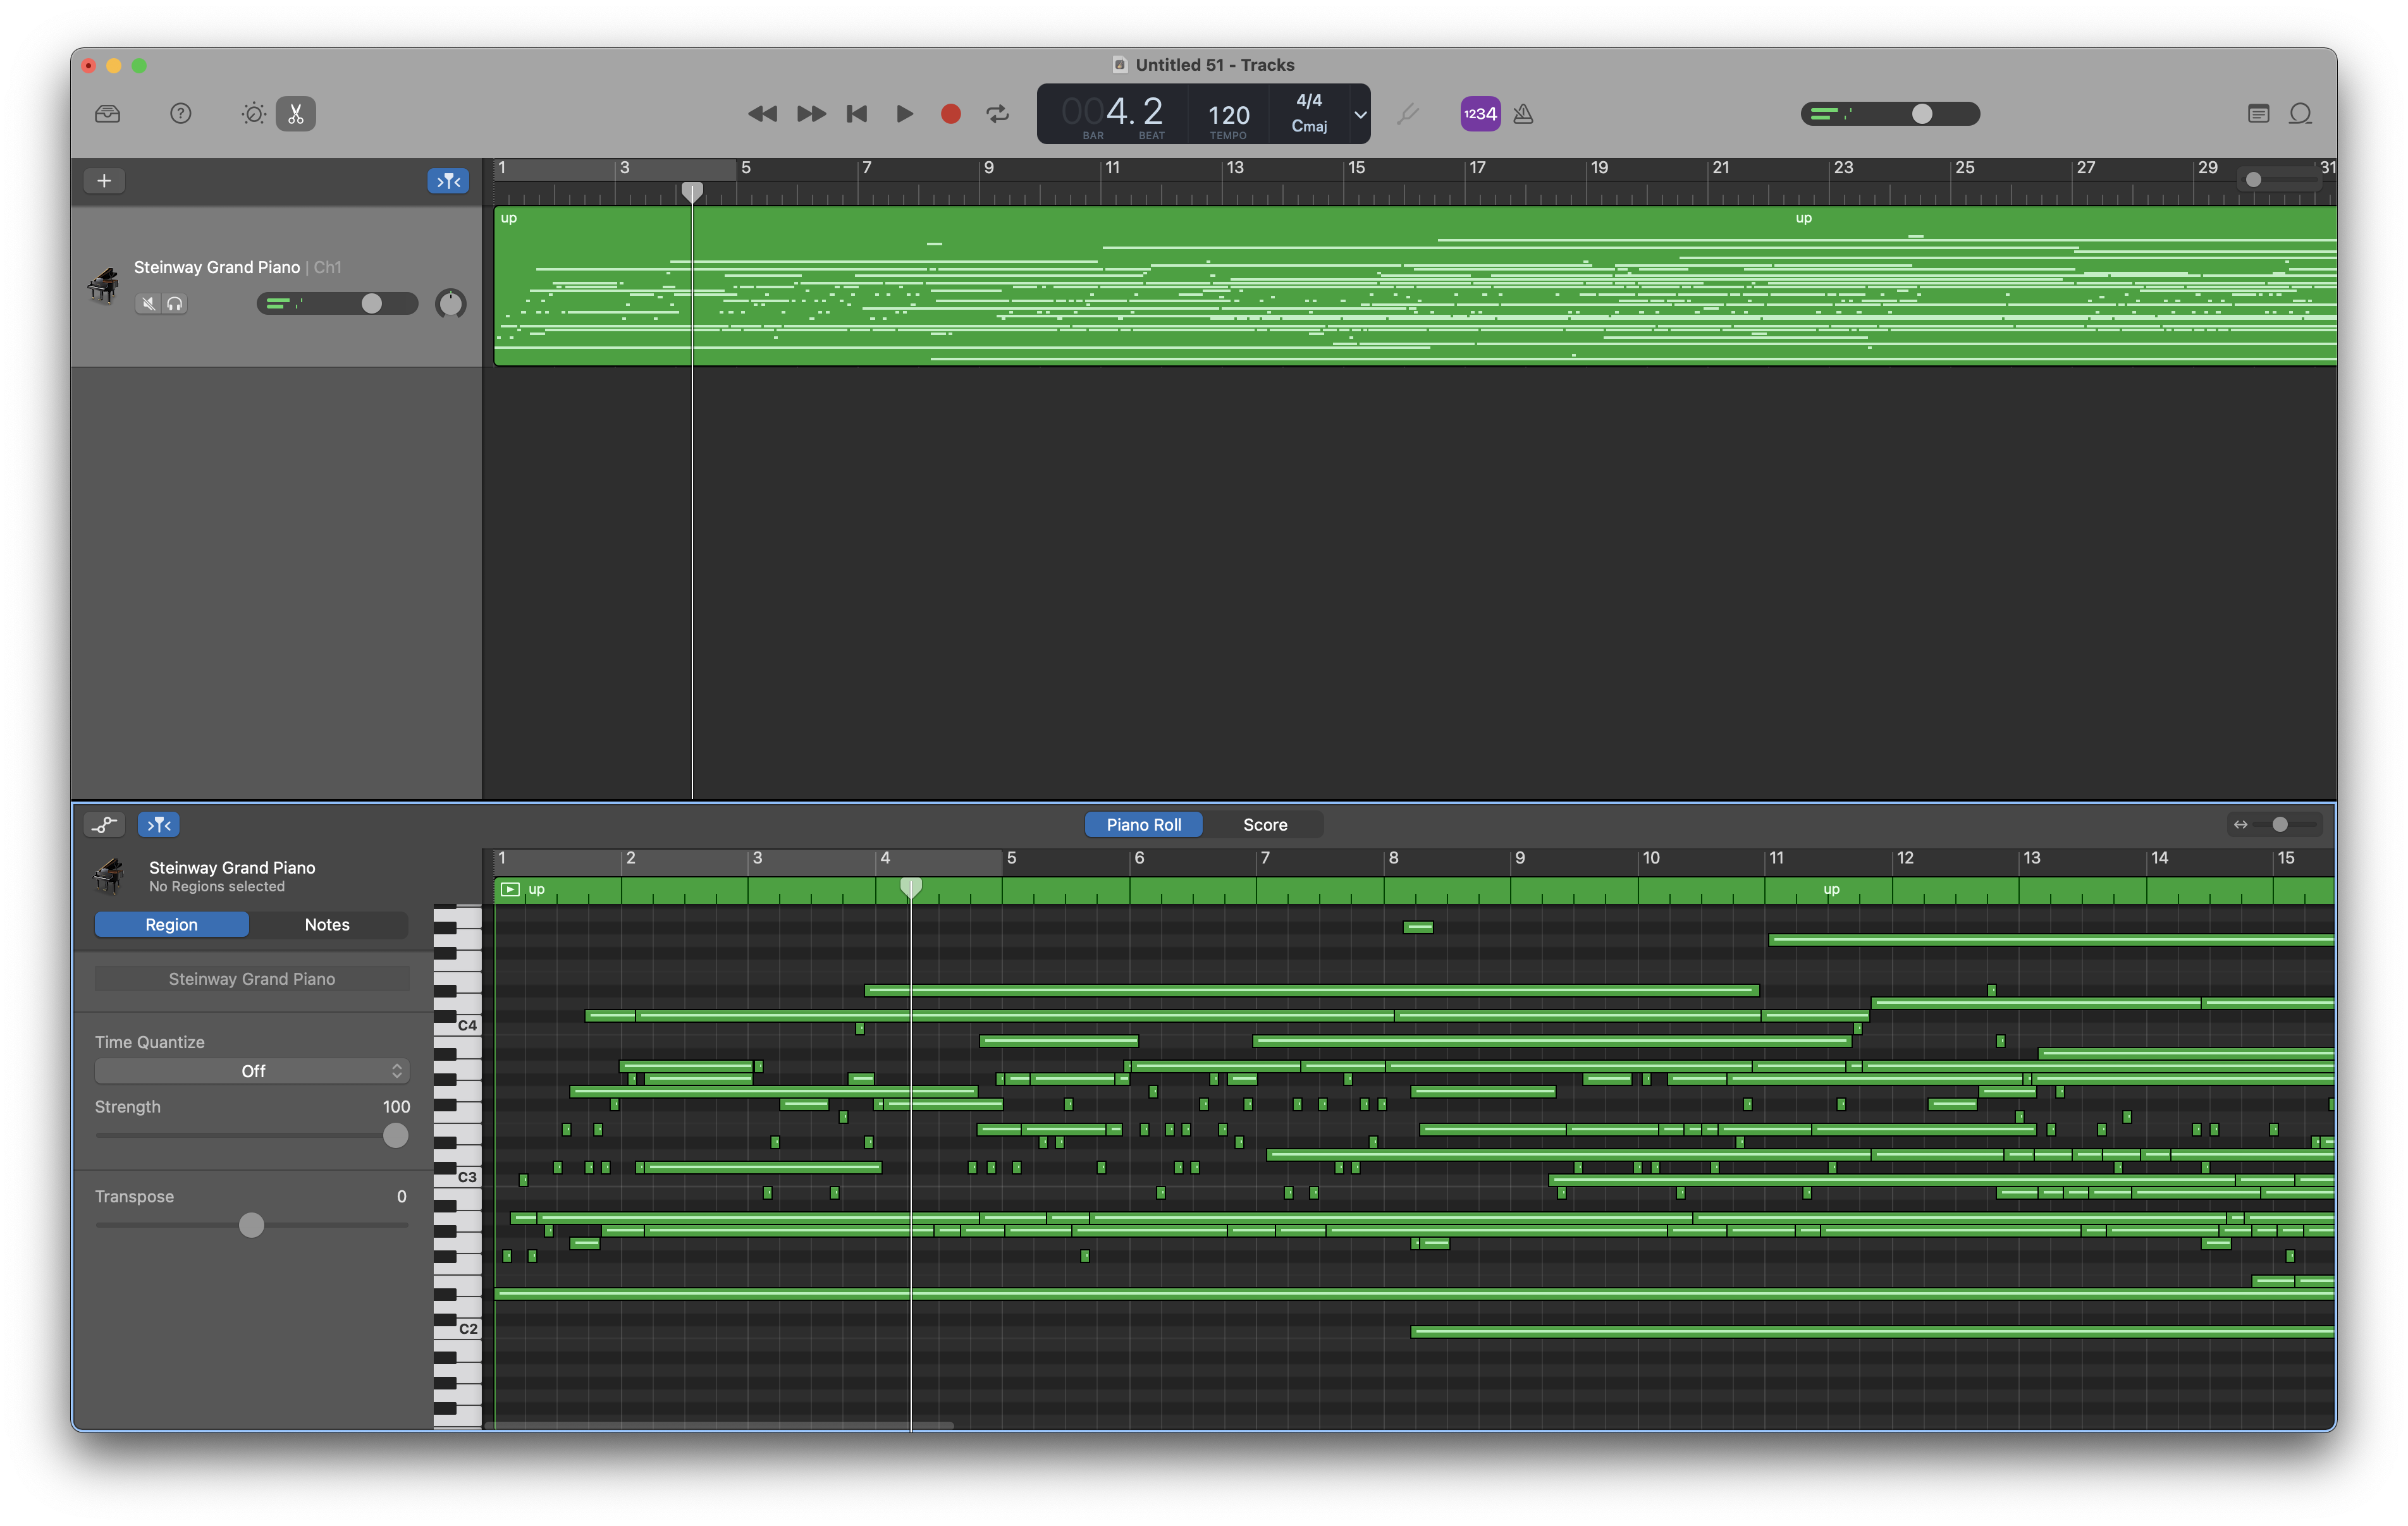 Untitled 51 - Tracks
?
004. 2
BAR BEAT
120
TEMPO
4/4
Cmaj
1234
1 3 5 7 9 11 13 15 17 19 21 23 25 27 29 31
up up
Steinway Grand Piano | Ch1
Piano Roll Score
Steinway Grand Piano
No Regions selected
1 2 3 4 5 6 7 8 9 10 11 12 13 14 15
up up
Region Notes
Steinway Grand Piano
Time Quantize
Off
Strength 100
Transpose 0
C4
C3
C2